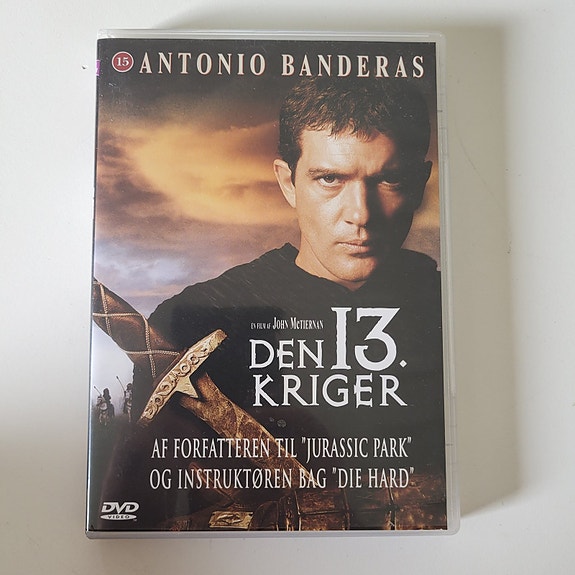 15 ANTONIO BANDERAS
EN FILM AF JOHN McTIERNAN
DEN 13.
KRIGER
AF FORFATTEREN TIL "JURASSIC PARK"
OG INSTRUKTØREN BAG "DIE HARD"
DVD
VIDEO